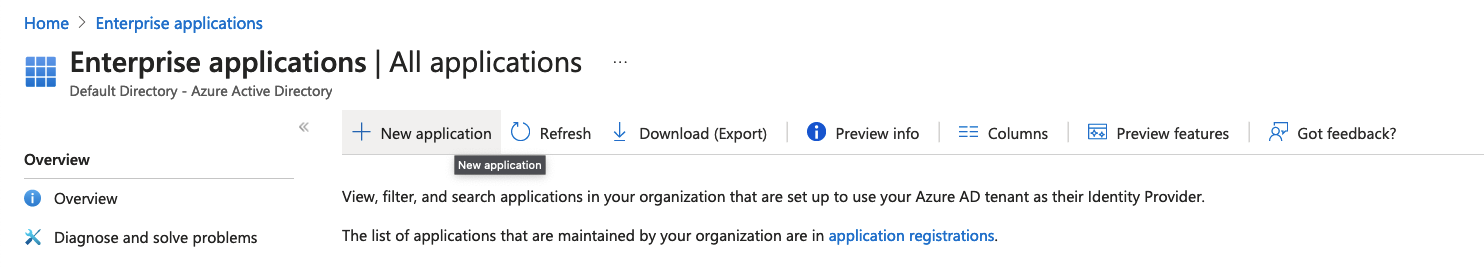 Home > Enterprise applications
Enterprise applications | All applications ...
Default Directory - Azure Active Directory
«
New application Refresh Download (Export) Preview info Columns Preview features Got feedback?
New application
Overview
Overview
Diagnose and solve problems
View, filter, and search applications in your organization that are set up to use your Azure AD tenant as their Identity Provider.
The list of applications that are maintained by your organization are in application registrations.